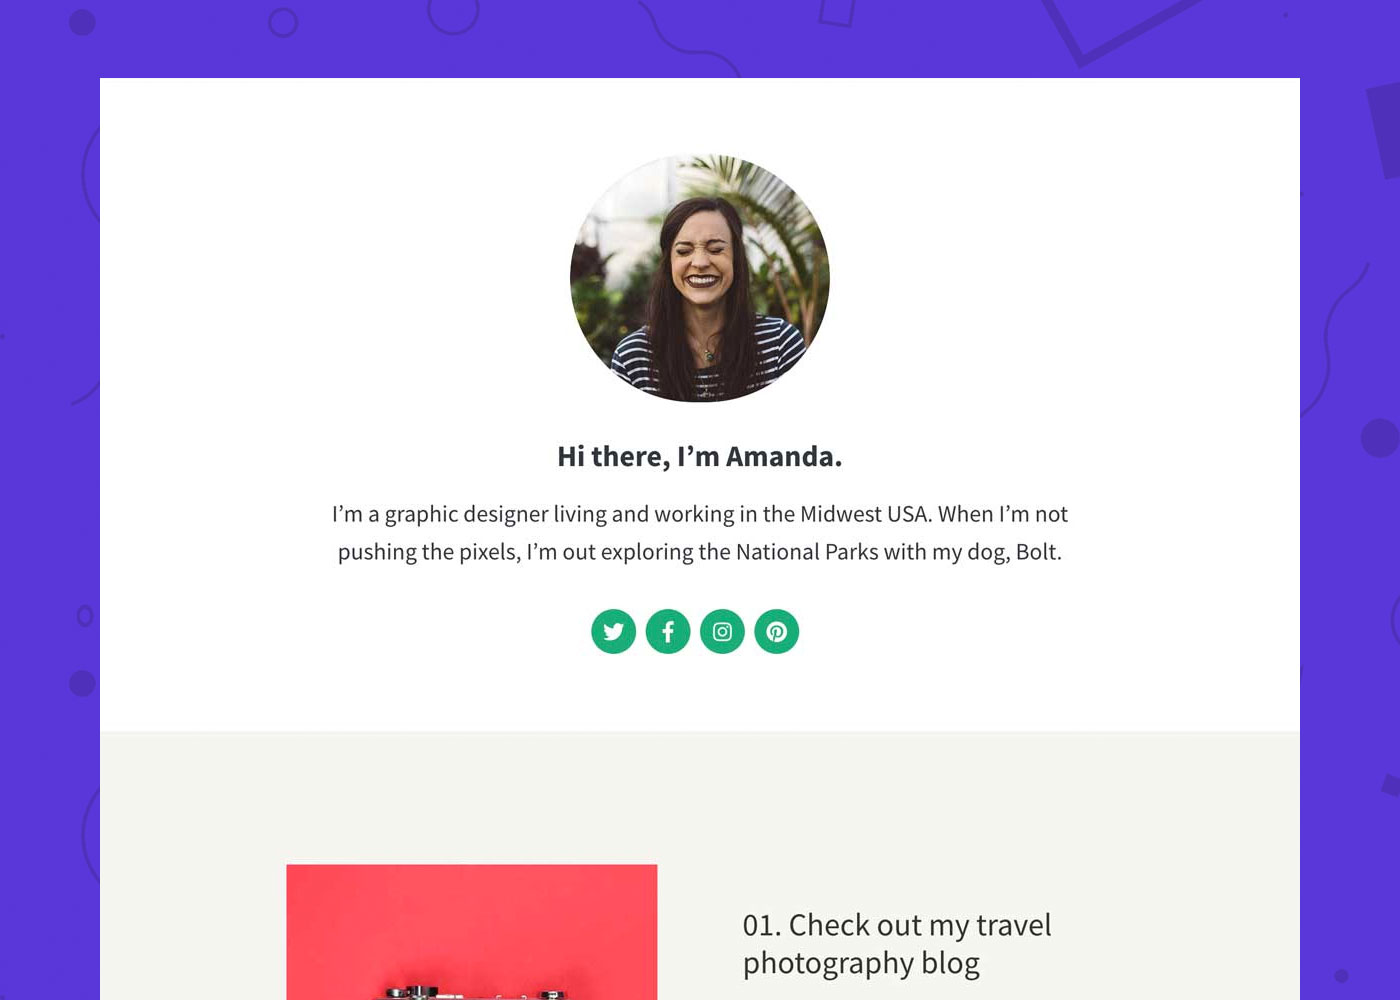 Hi there, I’m Amanda.
I’m a graphic designer living and working in the Midwest USA. When I’m not
pushing the pixels, I’m out exploring the National Parks with my dog, Bolt.
01. Check out my travel
photography blog